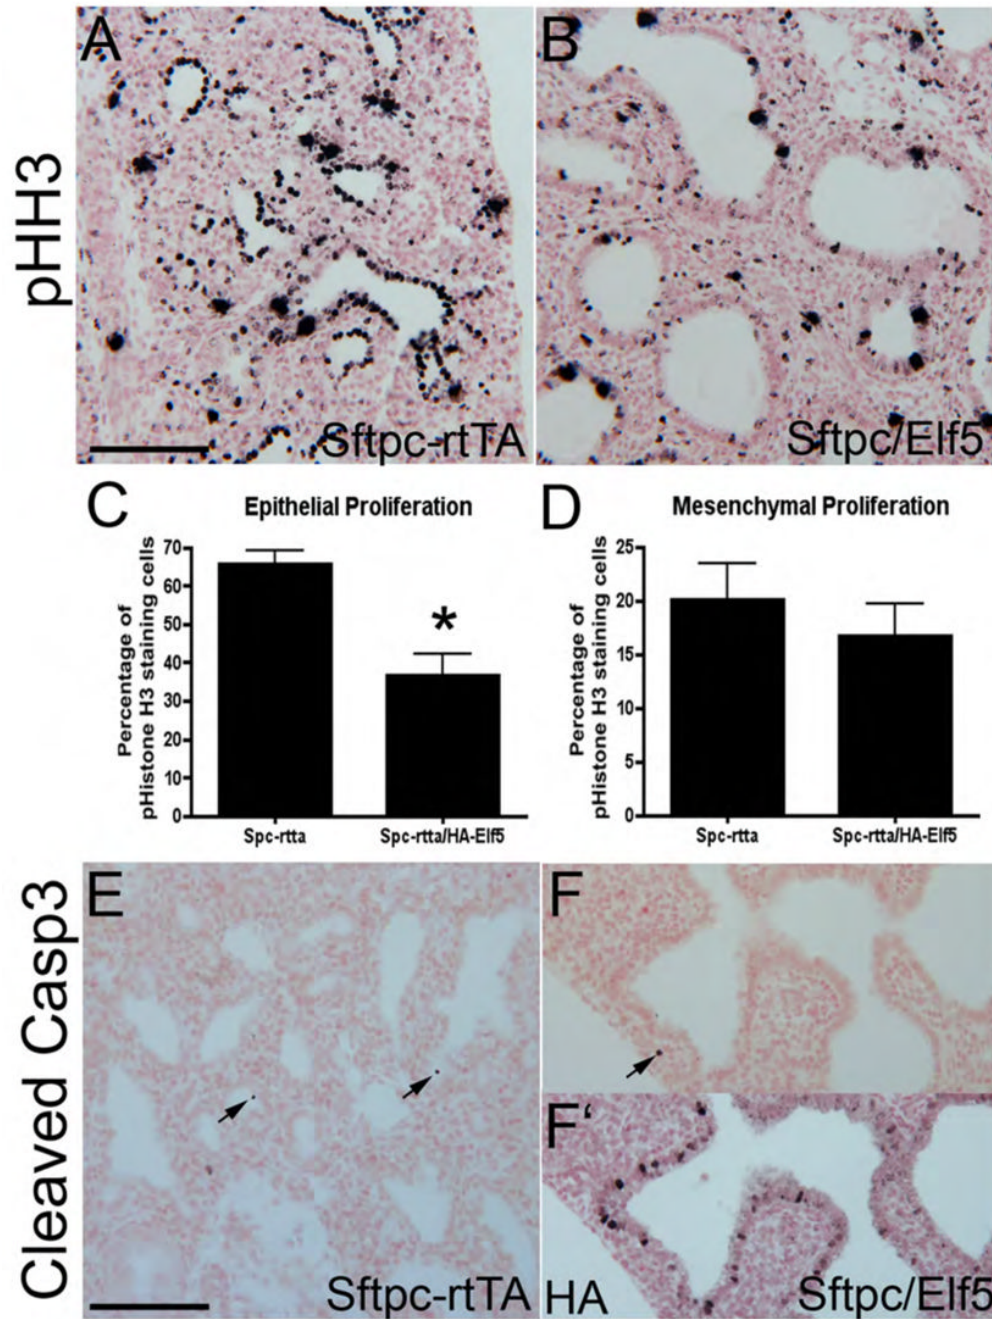 pHH3
A
B
Sftpc-rtTA
Sftpc/Elf5
C
Epithelial Proliferation
Percentage of
pHistone H3 staining cells
70
60
50
40
30
20
10
0
*
Spc-rtta
Spc-rtta/HA-Elf5
D
Mesenchymal Proliferation
Percentage of
pHistone H3 staining cells
25
20
15
10
5
0
Spc-rtta
Spc-rtta/HA-Elf5
Cleaved Casp3
E
Sftpc-rtTA
F
F'
HA
Sftpc/Elf5